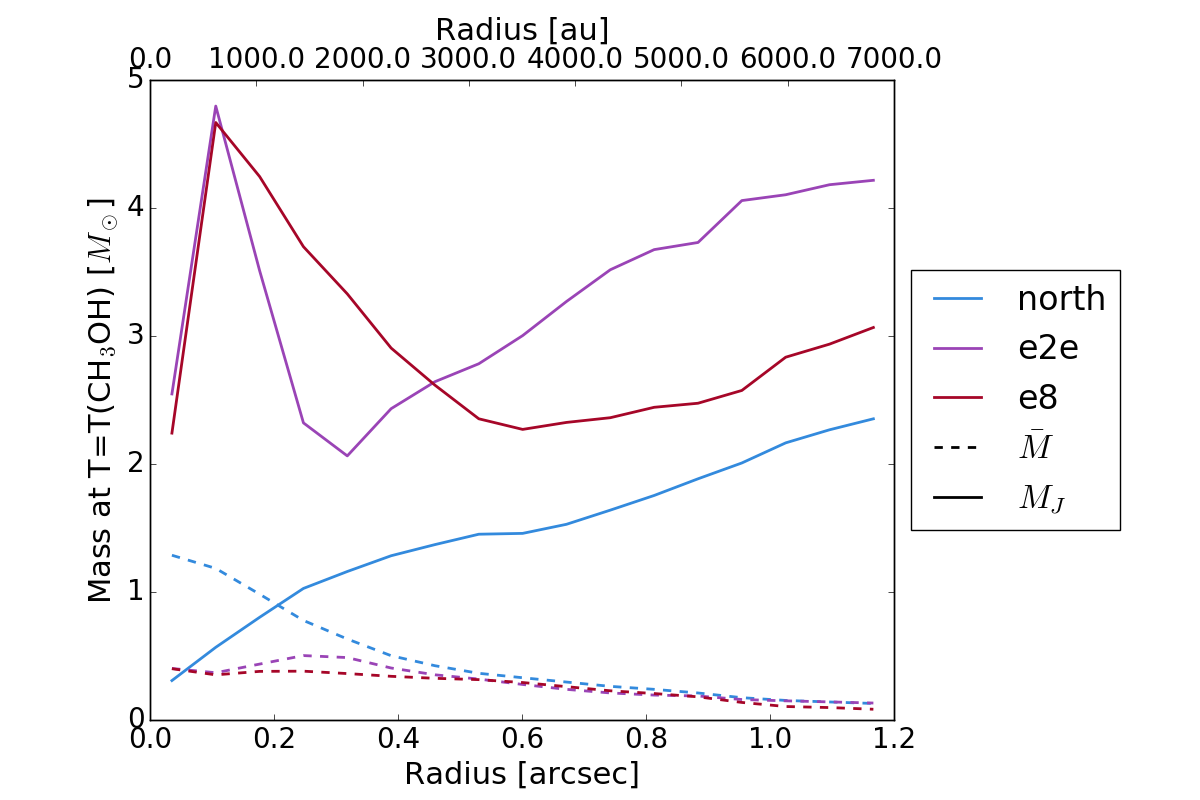 Radius [au]
0.0 1000.0 2000.0 3000.0 4000.0 5000.0 6000.0 7000.0
5
4
3
2
1
0
Mass at T=T(CH₃OH) [M⊙]
0.0 0.2 0.4 0.6 0.8 1.0 1.2
Radius [arcsec]
north
e2e
e8
M̄
M_J